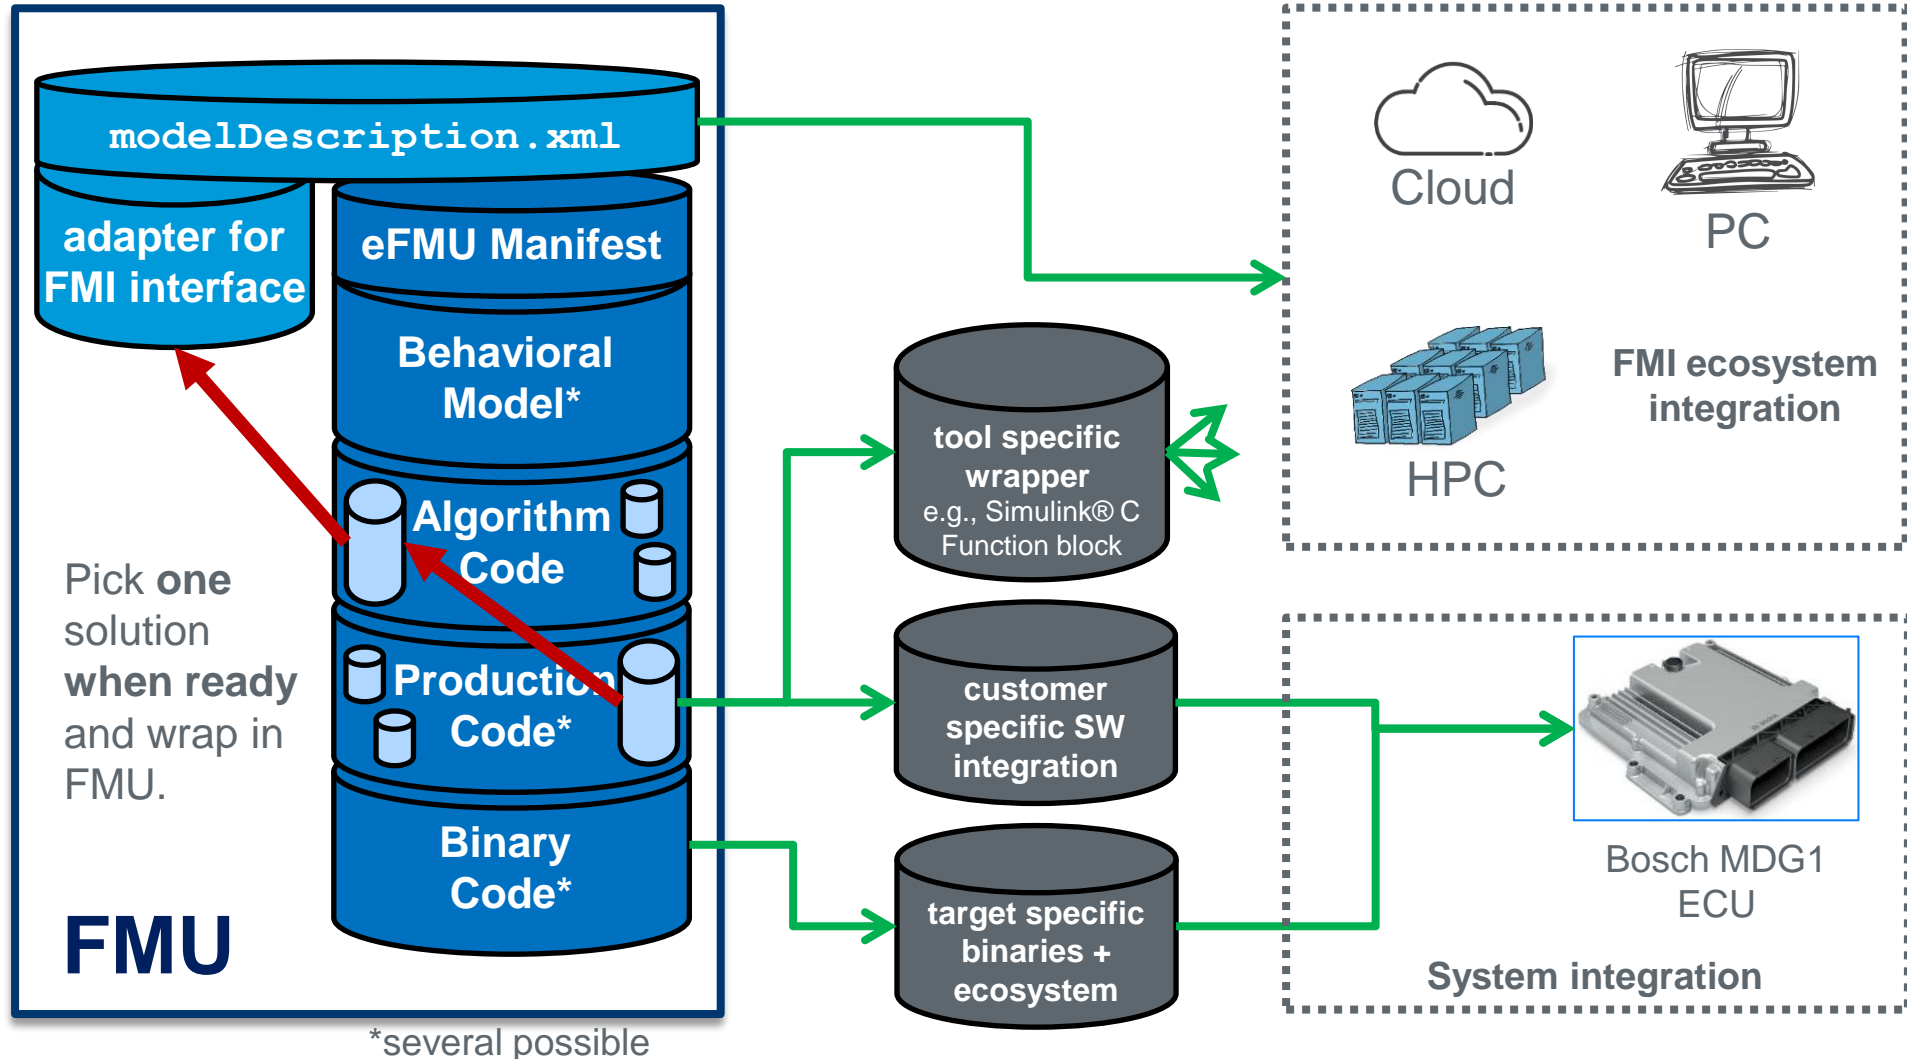 modelDescription.xml
adapter for
FMI interface
eFMU Manifest
Behavioral
Model*
Algorithm
Code
Production
Code*
Binary
Code*
Pick one
solution
when ready
and wrap in
FMU.
FMU
*several possible
tool specific
wrapper
e.g., Simulink® C
Function block
customer
specific SW
integration
target specific
binaries +
ecosystem
Cloud
PC
HPC
FMI ecosystem
integration
Bosch MDG1
ECU
System integration